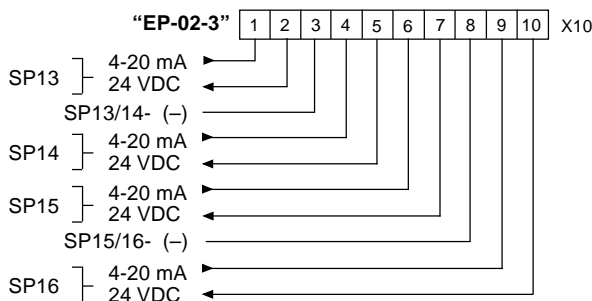 “EP-02-3” 1 2 3 4 5 6 7 8 9 10 X10
4-20 mA
SP13 24 VDC
SP13/14- (–)
4-20 mA
SP14 24 VDC
4-20 mA
SP15 24 VDC
SP15/16- (–)
4-20 mA
SP16 24 VDC